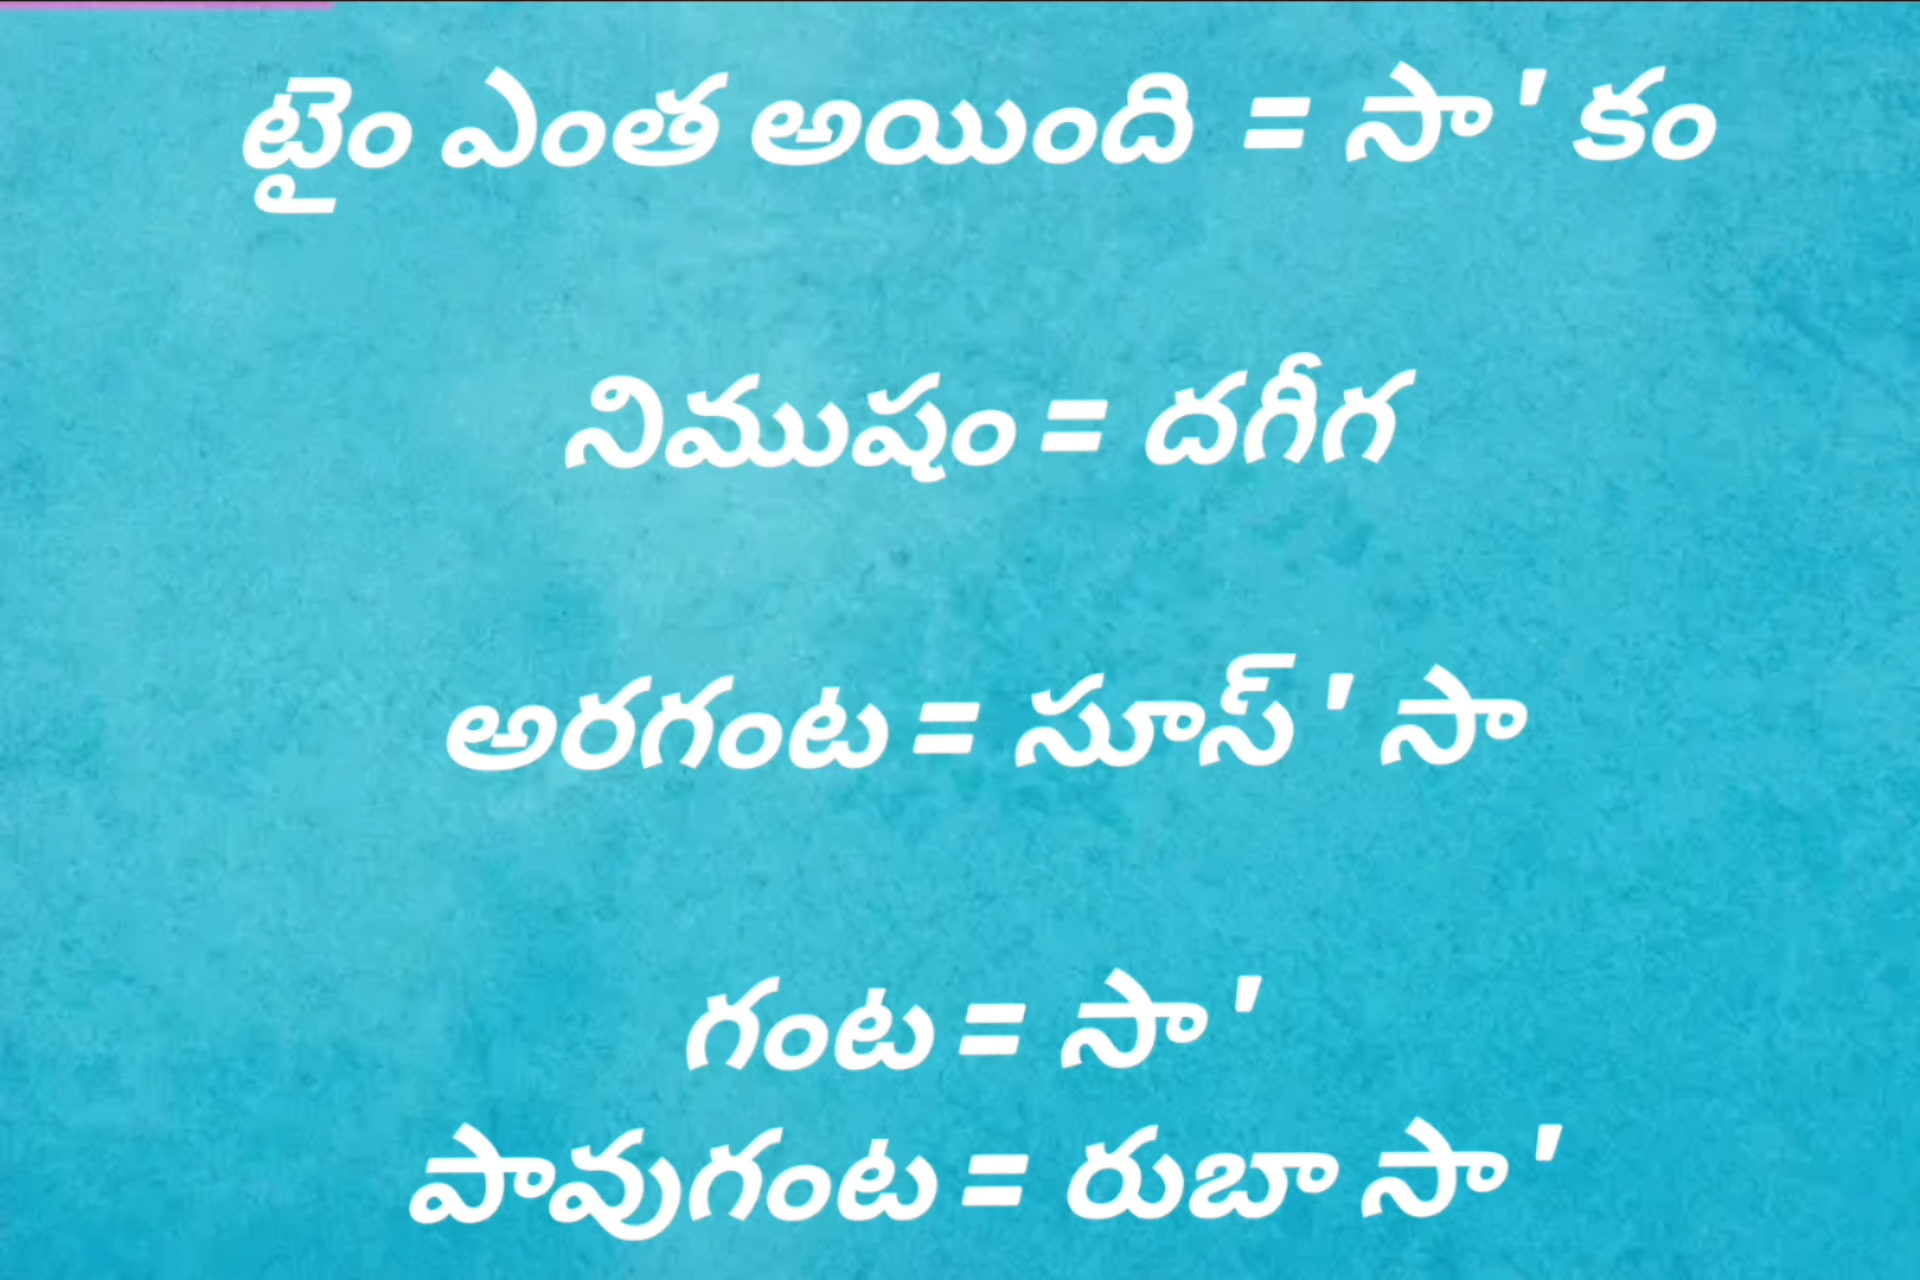 టైం ఎంత అయింది = సా ' కం
నిముషం = దగీగ
అరగంట = సూస్ ' సా
గంట = సా '
పావుగంట = రుబా సా '